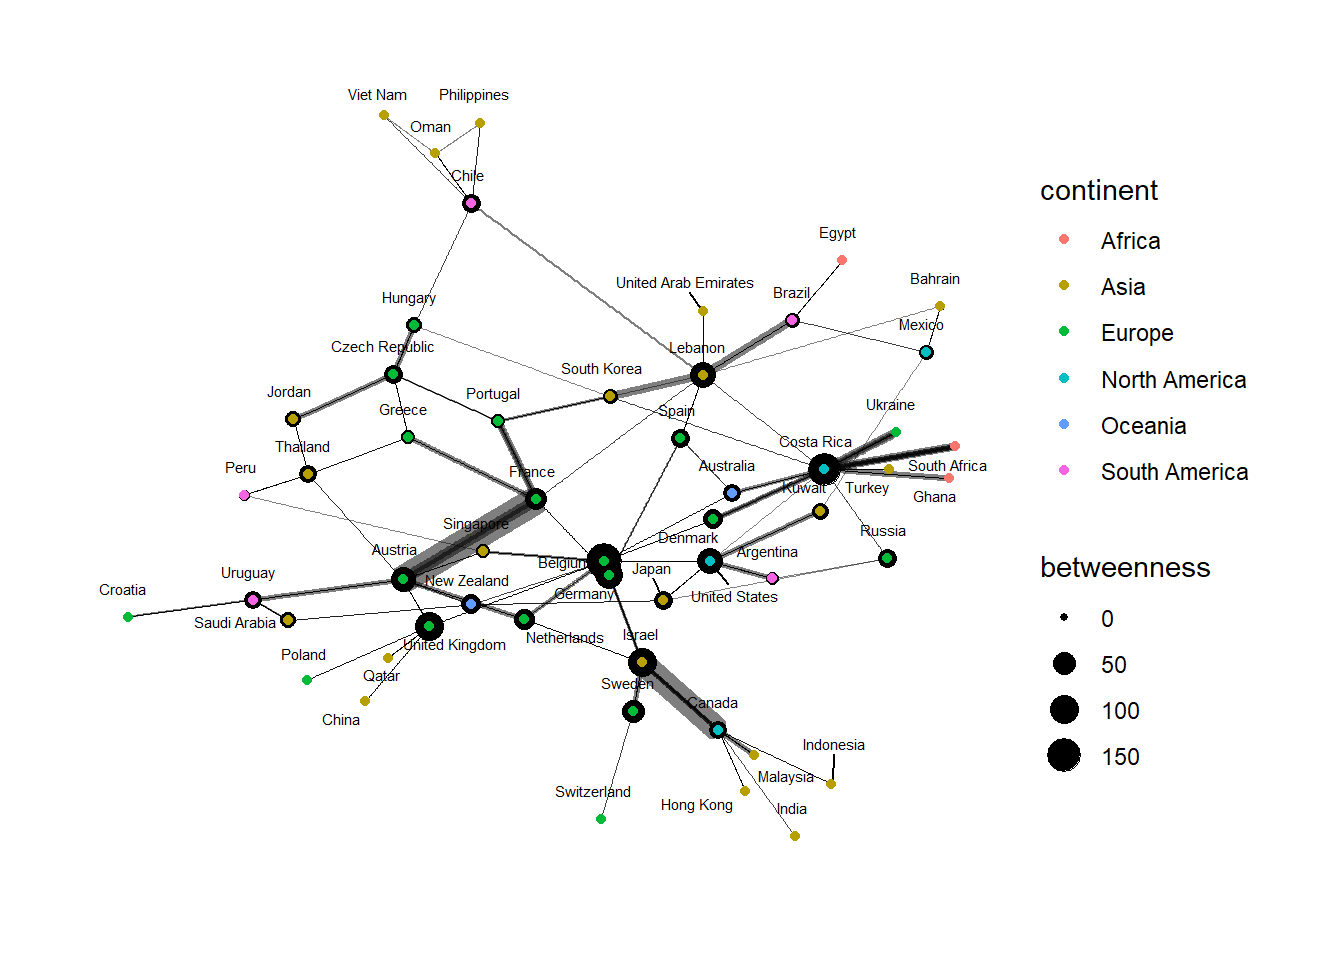 Viet Nam
Philippines
Oman
Chile
Egypt
United Arab Emirates
Bahrain
Brazil
Hungary
Mexico
Czech Republic
Lebanon
South Korea
Jordan
Portugal
Greece
Spain
Ukraine
Costa Rica
Thailand
Peru
France
Australia
South Africa
Kuwait
Turkey
Ghana
Singapore
Russia
Denmark
Austria
Argentina
Belgium
Japan
Uruguay
New Zealand
Croatia
Germany
United States
Saudi Arabia
United Kingdom
Netherlands
Israel
Poland
Qatar
Sweden
China
Canada
Indonesia
Malaysia
Switzerland
Hong Kong
India
continent
Africa
Asia
Europe
North America
Oceania
South America
betweenness
0
50
100
150